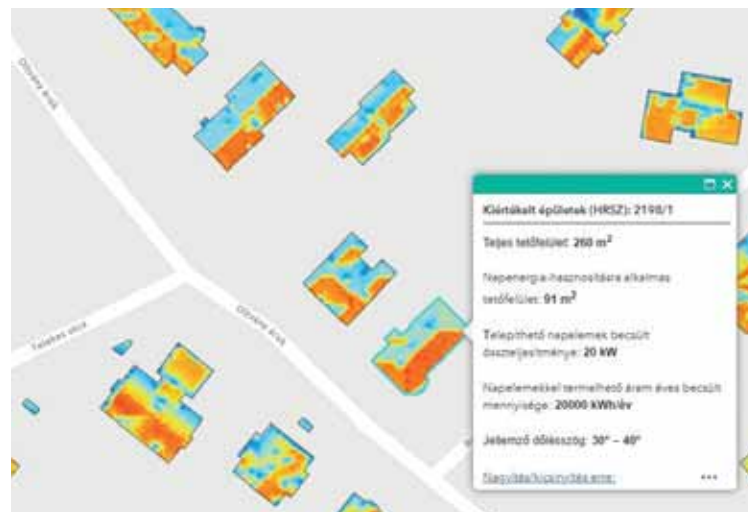 Kiértékelt épületek (HRSZ): 2198/1
Teljes tetőfelület: 260 m²
Napenergia-hasznosításra alkalmas
tetőfelület: 91 m²
Telepíthető napelemek becsült
összteljesítménye: 20 kW
Napelemekkel termelhető áram éves becsült
mennyisége: 20000 kWh/év
Jellemző dőlésszög: 30° – 40°
Nagyítás/kicsinyítés erre: